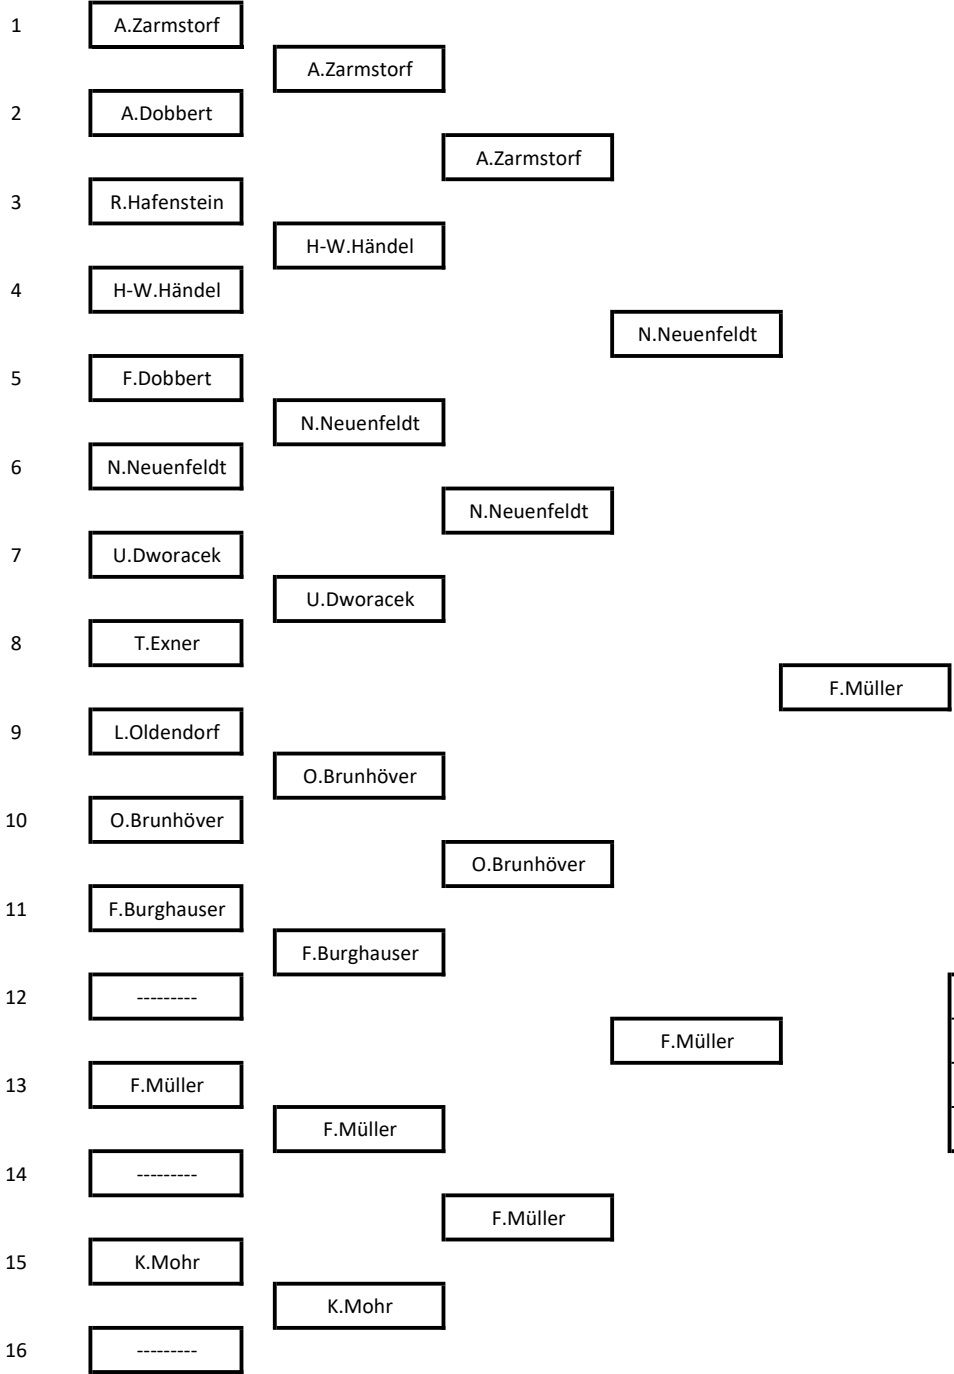 1 A.Zarmstorf
A.Zarmstorf
2 A.Dobbert
A.Zarmstorf
3 R.Hafenstein
H-W.Händel
4 H-W.Händel
N.Neuenfeldt
5 F.Dobbert
N.Neuenfeldt
6 N.Neuenfeldt
N.Neuenfeldt
7 U.Dworacek
U.Dworacek
8 T.Exner
F.Müller
9 L.Oldendorf
O.Brunhöver
10 O.Brunhöver
O.Brunhöver
11 F.Burghauser
F.Burghauser
12 ---------
F.Müller
13 F.Müller
F.Müller
14 ---------
F.Müller
15 K.Mohr
K.Mohr
16 ---------